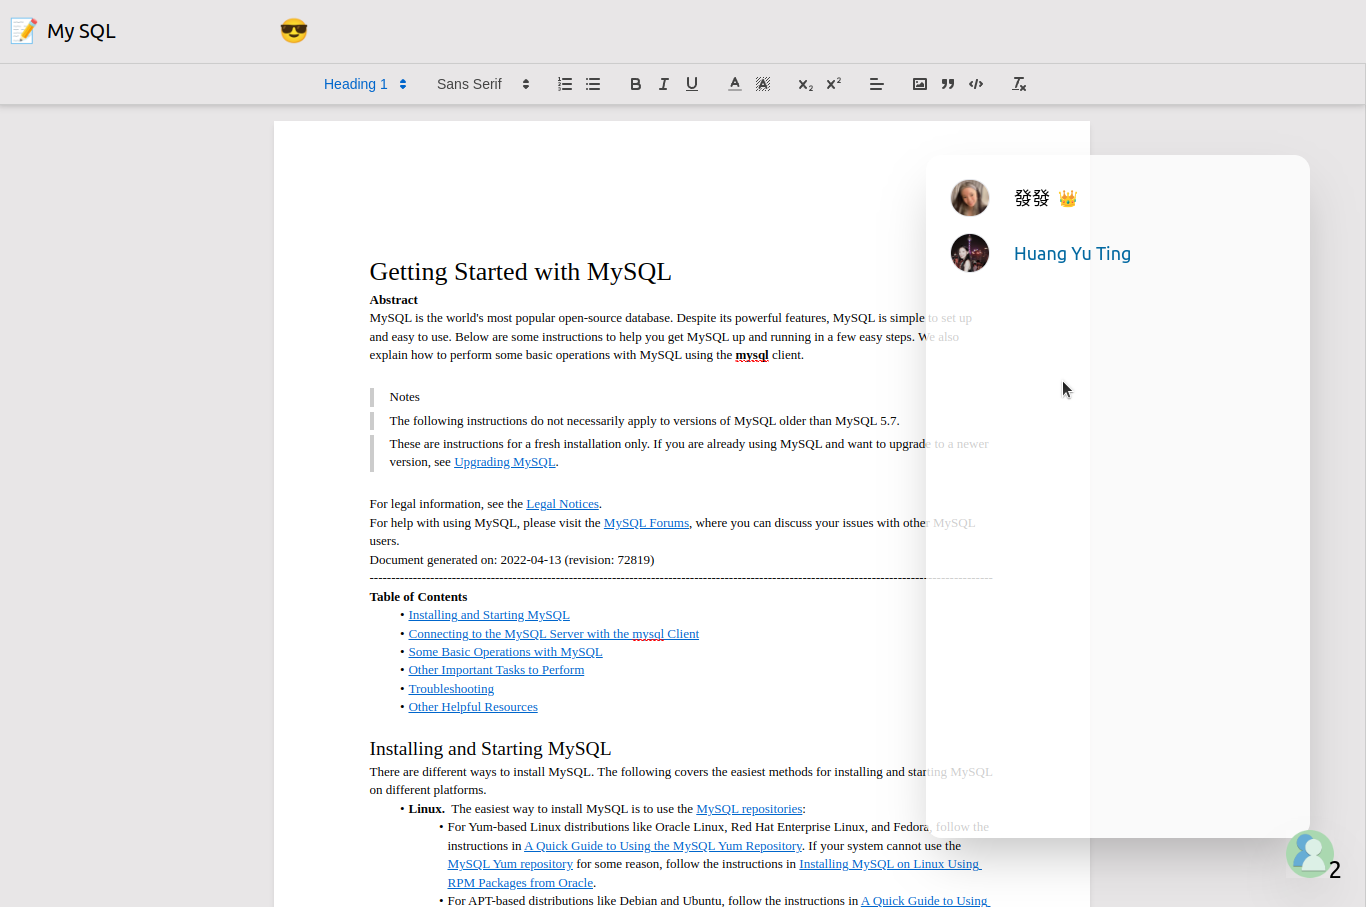 📝 My SQL 😎
Heading 1 Sans Serif
發發 👑
Huang Yu Ting
Getting Started with MySQL
Abstract
MySQL is the world's most popular open-source database. Despite its powerful features, MySQL is simple to set up
and easy to use. Below are some instructions to help you get MySQL up and running in a few easy steps. We also
explain how to perform some basic operations with MySQL using the mysql client.
Notes
The following instructions do not necessarily apply to versions of MySQL older than MySQL 5.7.
These are instructions for a fresh installation only. If you are already using MySQL and want to upgrade to a newer
version, see Upgrading MySQL.
For legal information, see the Legal Notices.
For help with using MySQL, please visit the MySQL Forums, where you can discuss your issues with other MySQL
users.
Document generated on: 2022-04-13 (revision: 72819)
Table of Contents
• Installing and Starting MySQL
• Connecting to the MySQL Server with the mysql Client
• Some Basic Operations with MySQL
• Other Important Tasks to Perform
• Troubleshooting
• Other Helpful Resources
Installing and Starting MySQL
There are different ways to install MySQL. The following covers the easiest methods for installing and starting MySQL
on different platforms.
• Linux. The easiest way to install MySQL is to use the MySQL repositories:
• For Yum-based Linux distributions like Oracle Linux, Red Hat Enterprise Linux, and Fedora, follow the
instructions in A Quick Guide to Using the MySQL Yum Repository. If your system cannot use the
MySQL Yum repository for some reason, follow the instructions in Installing MySQL on Linux Using
RPM Packages from Oracle.
• For APT-based distributions like Debian and Ubuntu, follow the instructions in A Quick Guide to Using
2